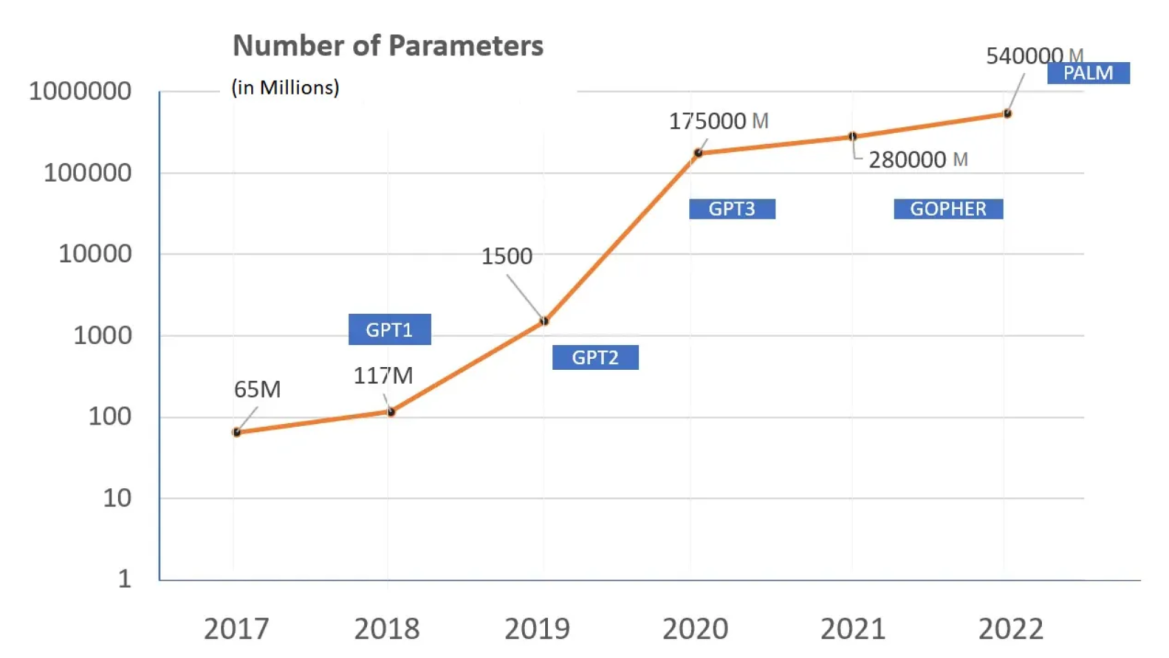 Number of Parameters
(in Millions)
540000 M
PALM
1000000
175000 M
280000 M
100000
GPT3
GOPHER
1500
10000
GPT1
1000
GPT2
117M
65M
100
10
1
2017 2018 2019 2020 2021 2022